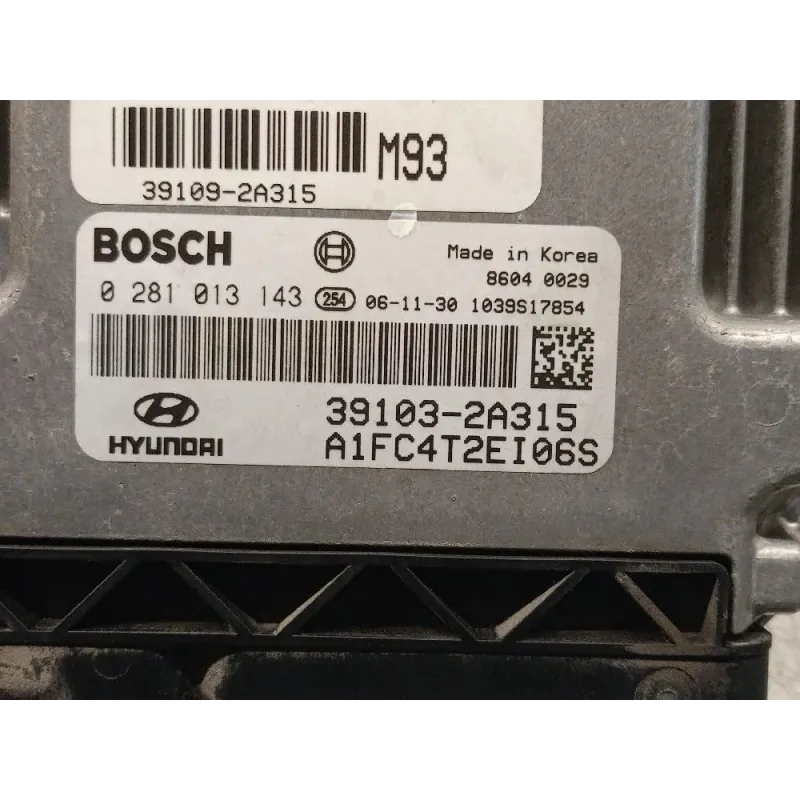 M93
39109-2A315
BOSCH
Made in Korea
8604 0029
0 281 013 143 254 06-11-30 1039S17854
39103-2A315
HYUNDAI
A1FC4T2EI06S